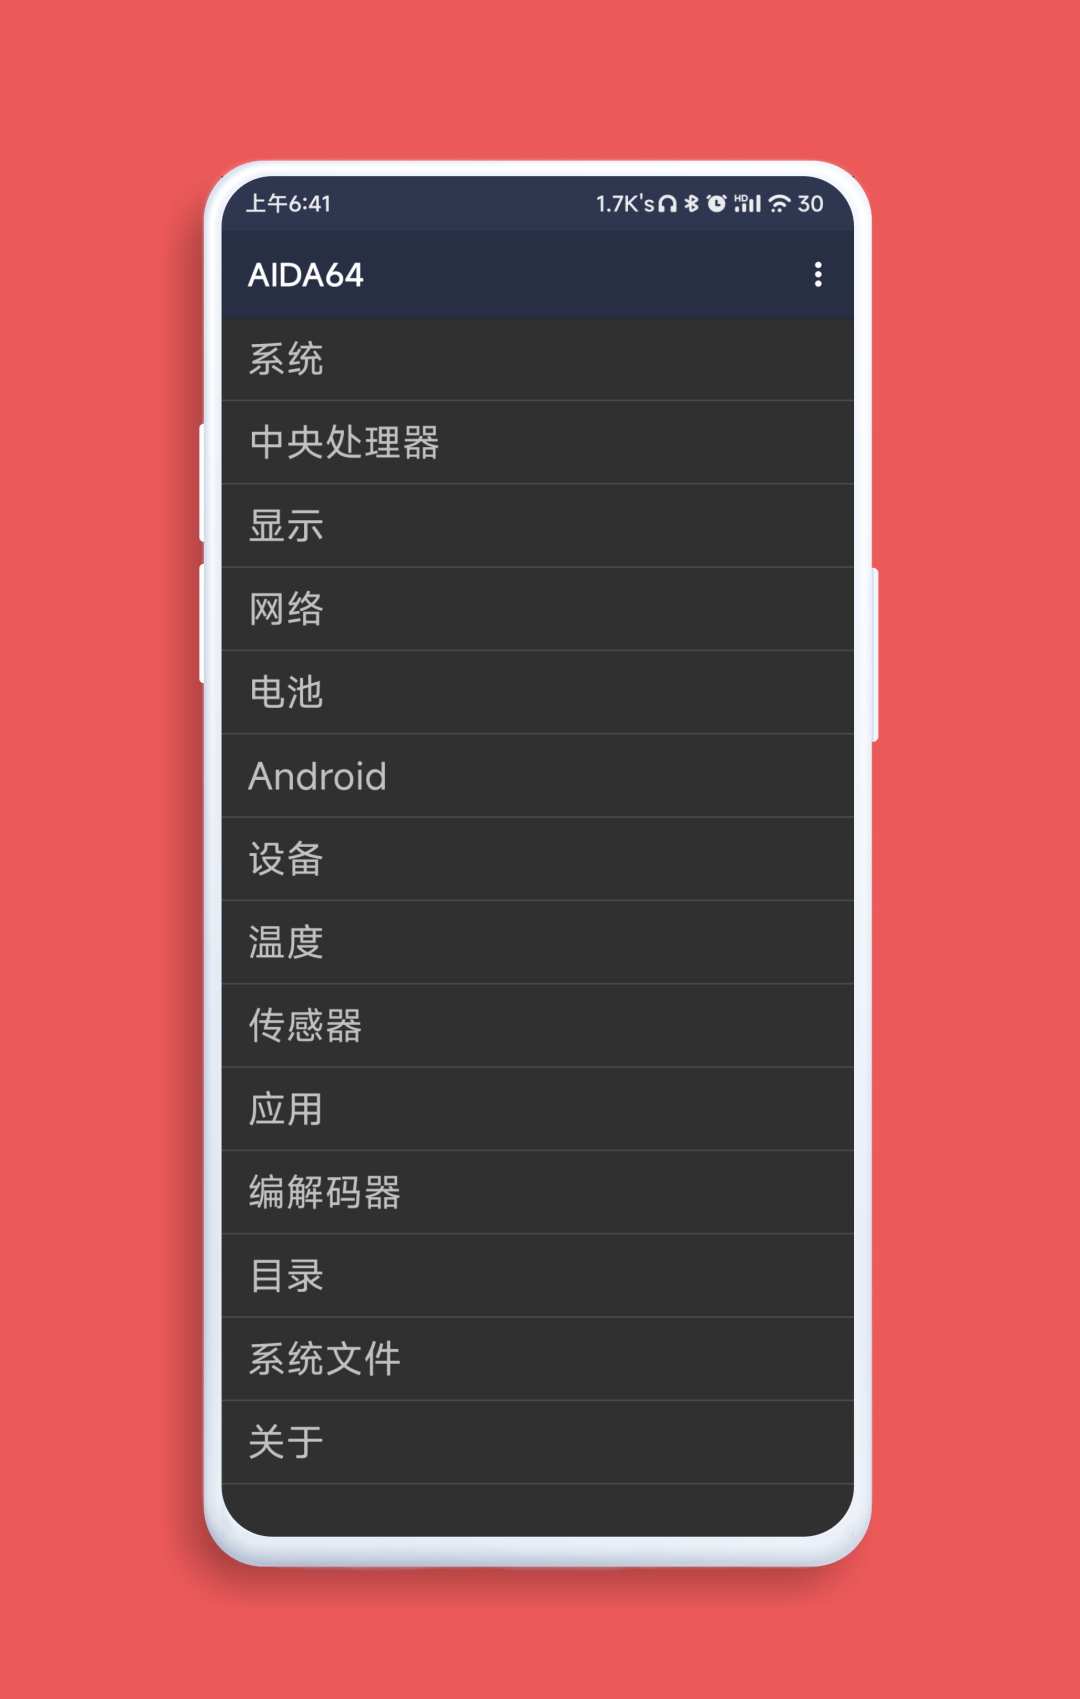 上午6:41 1.7K's HD 30
AIDA64
系统
中央处理器
显示
网络
电池
Android
设备
温度
传感器
应用
编解码器
目录
系统文件
关于